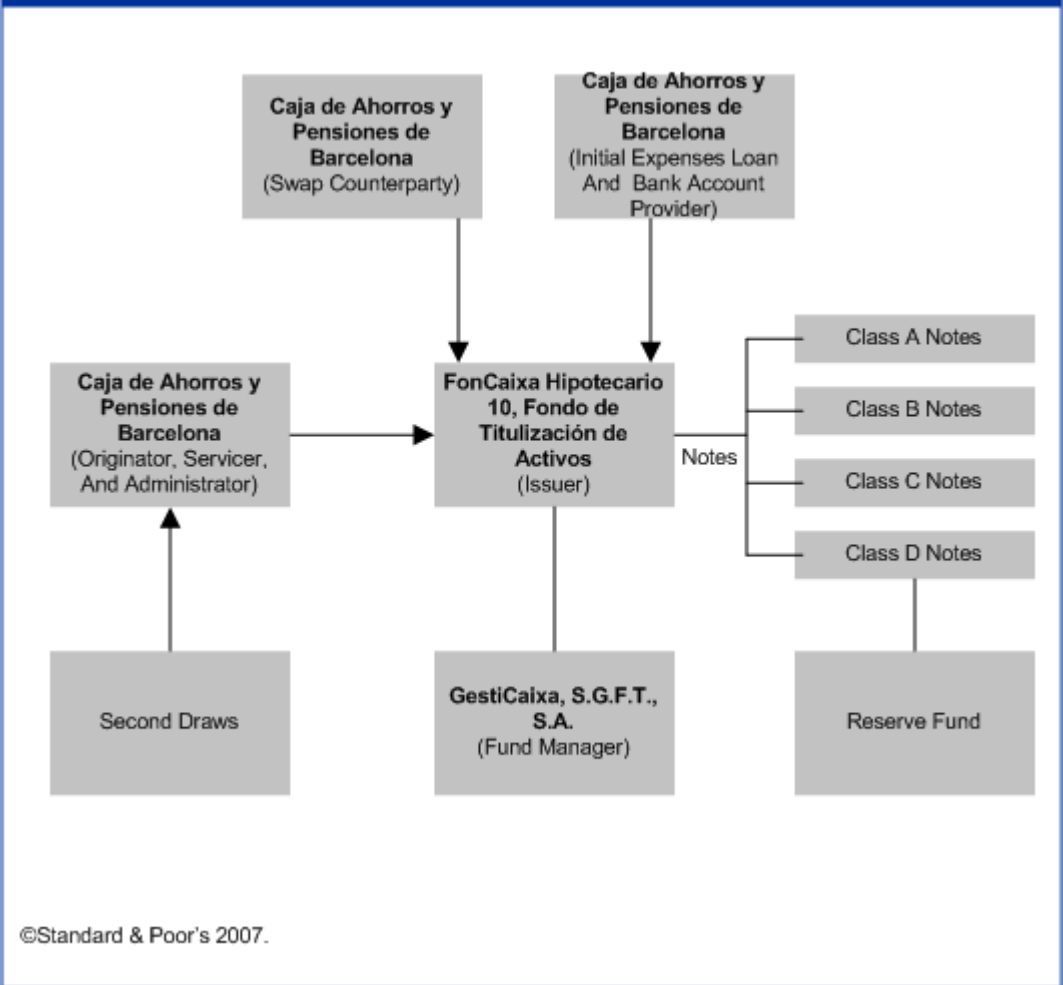 Caja de Ahorros y
Pensiones de
Barcelona
(Swap Counterparty)
Caja de Ahorros y
Pensiones de
Barcelona
(Initial Expenses Loan
And Bank Account
Provider)
Caja de Ahorros y
Pensiones de
Barcelona
(Originator, Servicer,
And Administrator)
FonCaixa Hipotecario
10, Fondo de
Titulización de
Activos
(Issuer)
Notes
Class A Notes
Class B Notes
Class C Notes
Class D Notes
Second Draws
GestiCaixa, S.G.F.T.,
S.A.
(Fund Manager)
Reserve Fund
©Standard & Poor's 2007.